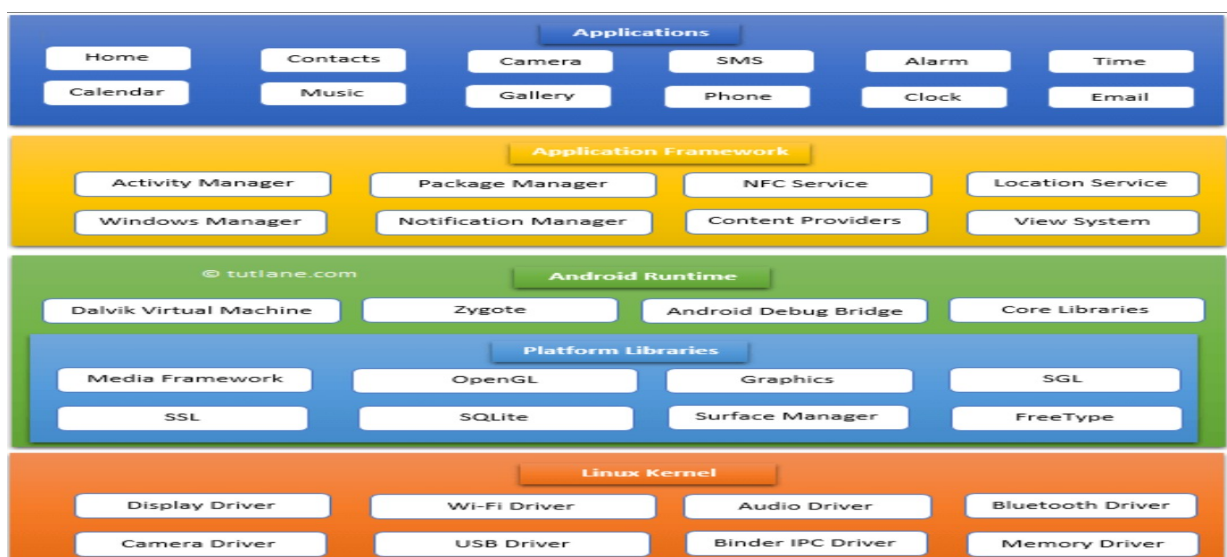 Applications
Home Contacts Camera SMS Alarm Time
Calendar Music Gallery Phone Clock Email
Application Framework
Activity Manager Package Manager NFC Service Location Service
Windows Manager Notification Manager Content Providers View System
© tutlane.com Android Runtime
Dalvik Virtual Machine Zygote Android Debug Bridge Core Libraries
Platform Libraries
Media Framework OpenGL Graphics SGL
SSL SQLite Surface Manager FreeType
Linux Kernel
Display Driver Wi-Fi Driver Audio Driver Bluetooth Driver
Camera Driver USB Driver Binder IPC Driver Memory Driver